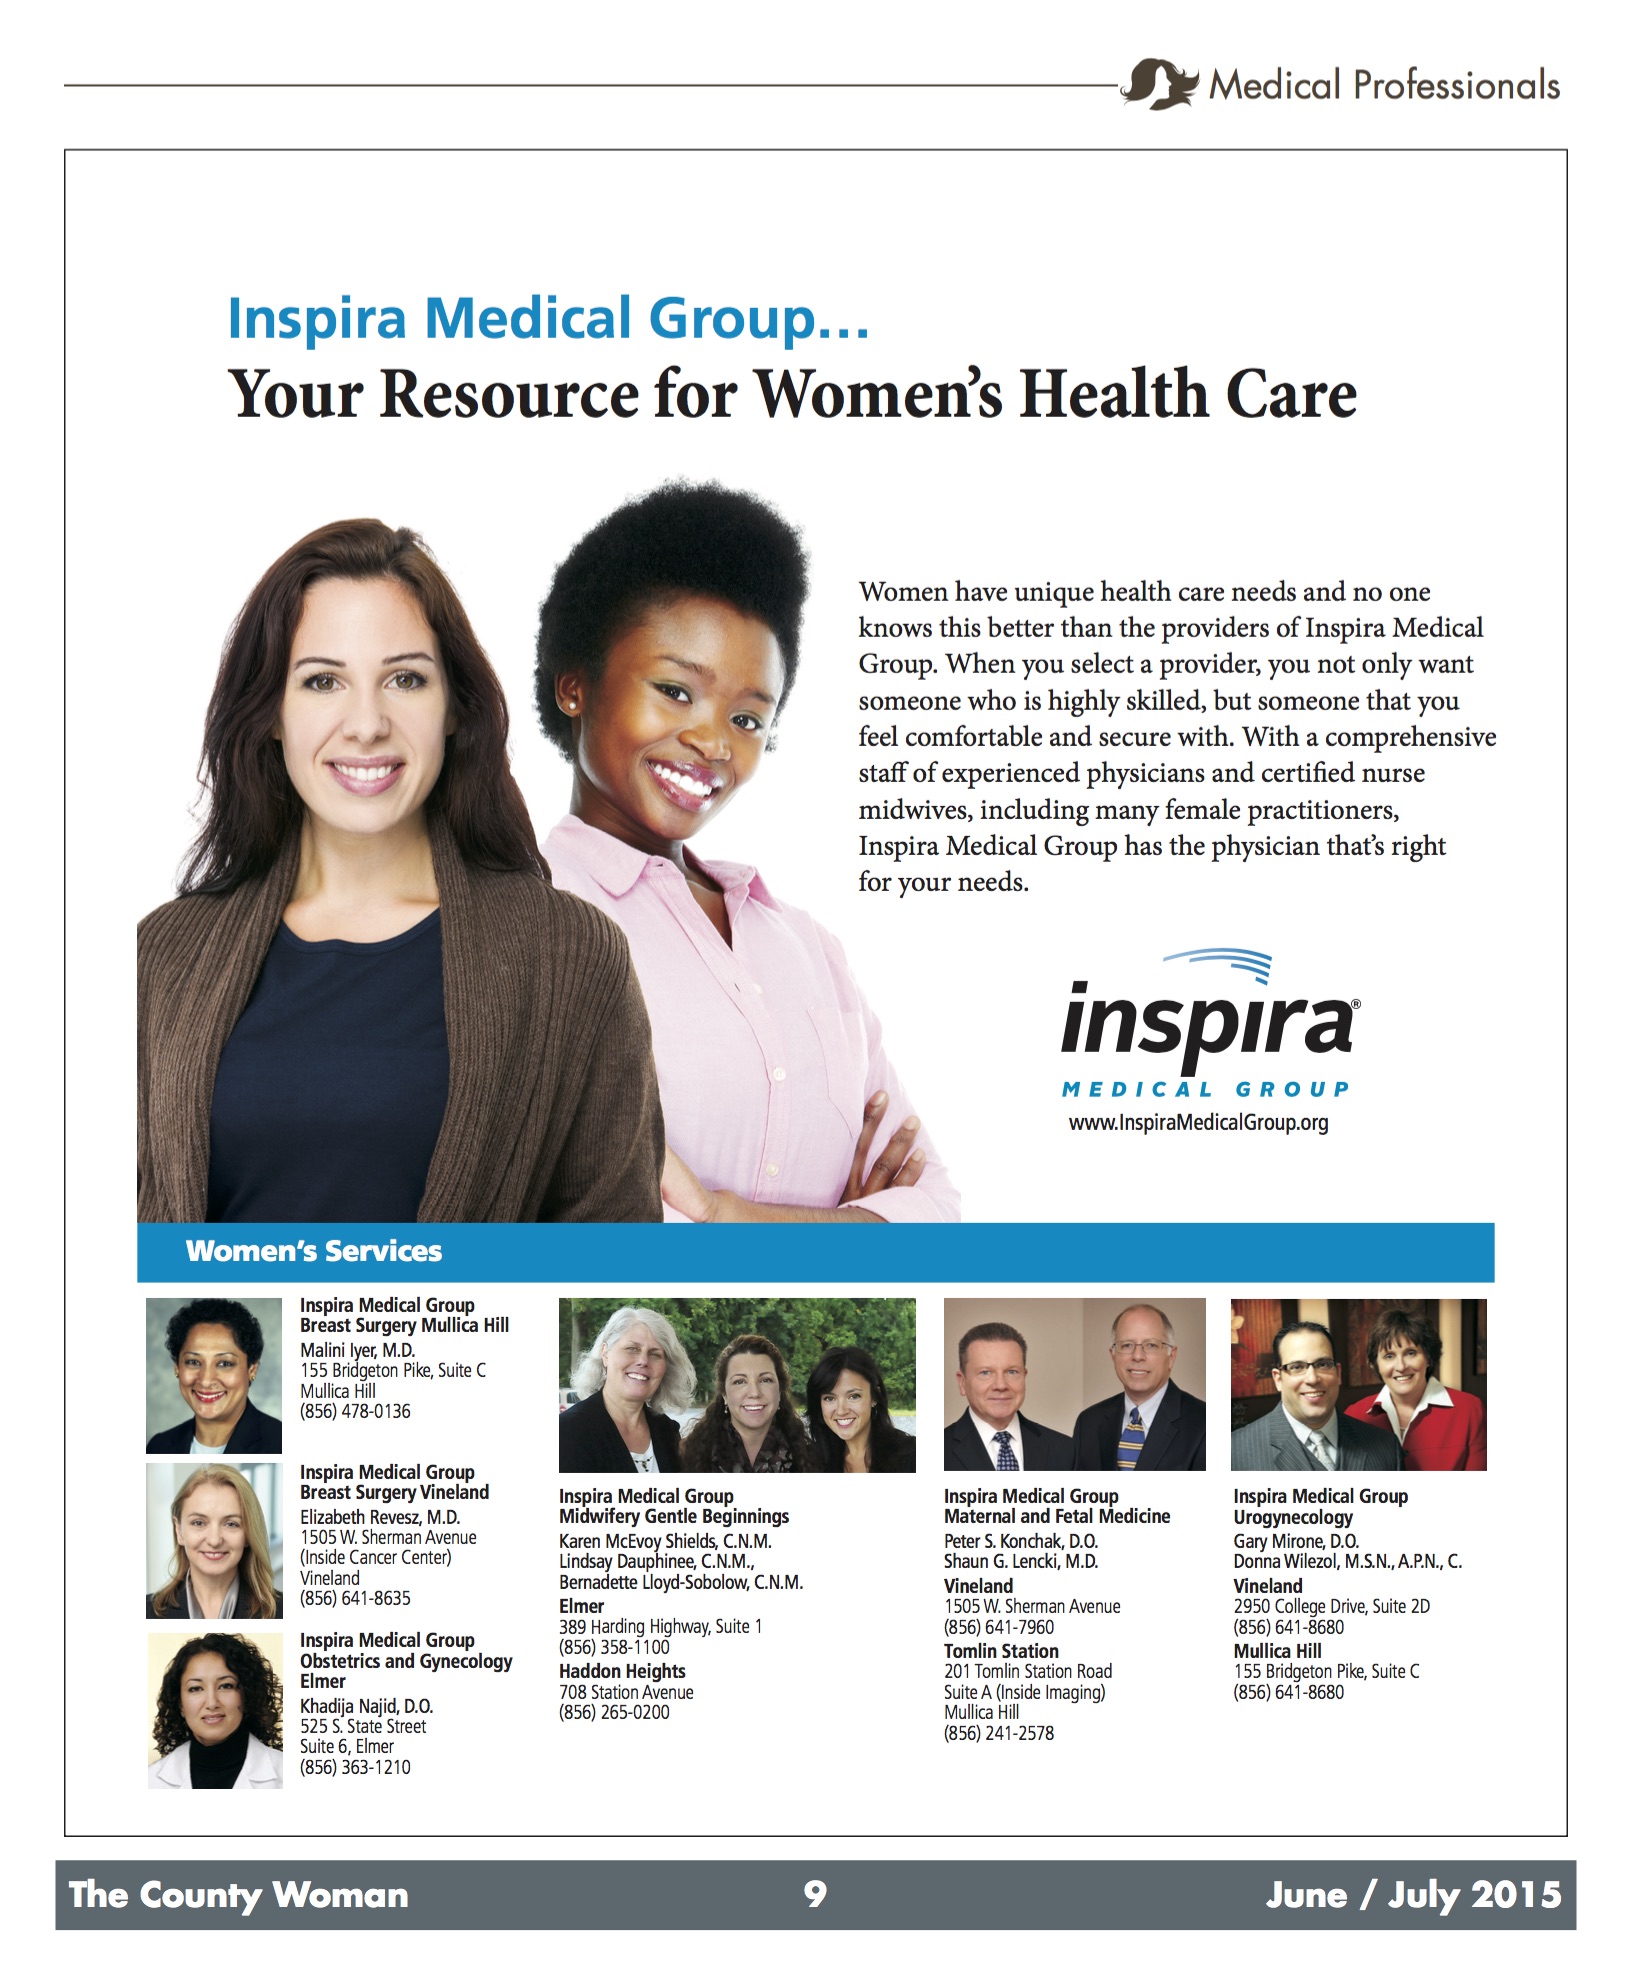 Medical Professionals
Inspira Medical Group...
Your Resource for Women's Health Care
Women have unique health care needs and no one
knows this better than the providers of Inspira Medical
Group. When you select a provider, you not only want
someone who is highly skilled, but someone that you
feel comfortable and secure with. With a comprehensive
staff of experienced physicians and certified nurse
midwives, including many female practitioners,
Inspira Medical Group has the physician that's right
for your needs.
inspira®
MEDICAL GROUP
www.InspiraMedicalGroup.org
Women's Services
Inspira Medical Group
Breast Surgery Mullica Hill
Malini Iyer, M.D.
155 Bridgeton Pike, Suite C
Mullica Hill
(856) 478-0136
Inspira Medical Group
Breast Surgery Vineland
Elizabeth Revesz, M.D.
1505 W. Sherman Avenue
(Inside Cancer Center)
Vineland
(856) 641-8635
Inspira Medical Group
Obstetrics and Gynecology
Elmer
Khadija Najid, D.O.
525 S. State Street
Suite 6, Elmer
(856) 363-1210
Inspira Medical Group
Midwifery Gentle Beginnings
Karen McEvoy Shields, C.N.M.
Lindsay Dauphinee, C.N.M.,
Bernadette Lloyd-Sobolow, C.N.M.
Elmer
389 Harding Highway, Suite 1
(856) 358-1100
Haddon Heights
708 Station Avenue
(856) 265-0200
Inspira Medical Group
Maternal and Fetal Medicine
Peter S. Konchak, D.O.
Shaun G. Lencki, M.D.
Vineland
1505 W. Sherman Avenue
(856) 641-7960
Tomlin Station
201 Tomlin Station Road
Suite A (Inside Imaging)
Mullica Hill
(856) 241-2578
Inspira Medical Group
Urogynecology
Gary Mirone, D.O.
Donna Wilezol, M.S.N., A.P.N., C.
Vineland
2950 College Drive, Suite 2D
(856) 641-8680
Mullica Hill
155 Bridgeton Pike, Suite C
(856) 641-8680
The County Woman
9
June / July 2015